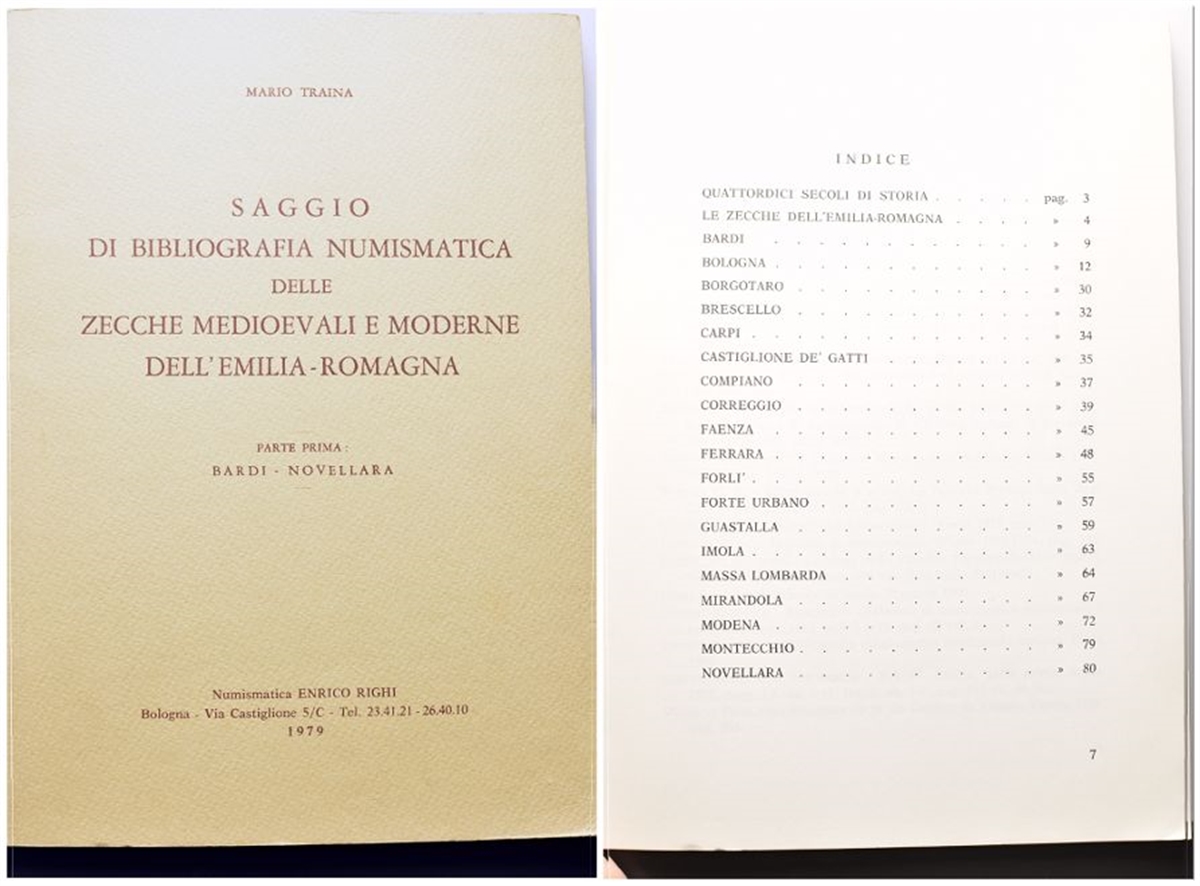 MARIO TRAINA
SAGGIO
DI BIBLIOGRAFIA NUMISMATICA
DELLE
ZECCHE MEDIOEVALI E MODERNE
DELL'EMILIA-ROMAGNA
PARTE PRIMA:
BARDI - NOVELLARA
Numismatica ENRICO RIGHI
Bologna - Via Castiglione 5/C - Tel. 23.41.21 - 26.40.10
1979
INDICE
QUATTORDICI SECOLI DI STORIA . . . . . pag. 3
LE ZECCHE DELL'EMILIA-ROMAGNA . . . . » 4
BARDI . . . . . . . . . . . . » 9
BOLOGNA . . . . . . . . . . . . » 12
BORGOTARO . . . . . . . . . . . » 30
BRESCELLO . . . . . . . . . . . » 32
CARPI . . . . . . . . . . . . . » 34
CASTIGLIONE DE' GATTI . . . . . . . » 35
COMPIANO . . . . . . . . . . . » 37
CORREGGIO . . . . . . . . . . . » 39
FAENZA . . . . . . . . . . . . » 45
FERRARA . . . . . . . . . . . . » 48
FORLI' . . . . . . . . . . . . . » 55
FORTE URBANO . . . . . . . . . . » 57
GUASTALLA . . . . . . . . . . . » 59
IMOLA . . . . . . . . . . . . . » 63
MASSA LOMBARDA . . . . . . . . . » 64
MIRANDOLA . . . . . . . . . . . » 67
MODENA . . . . . . . . . . . . » 72
MONTECCHIO . . . . . . . . . . . » 79
NOVELLARA . . . . . . . . . . . » 80
7